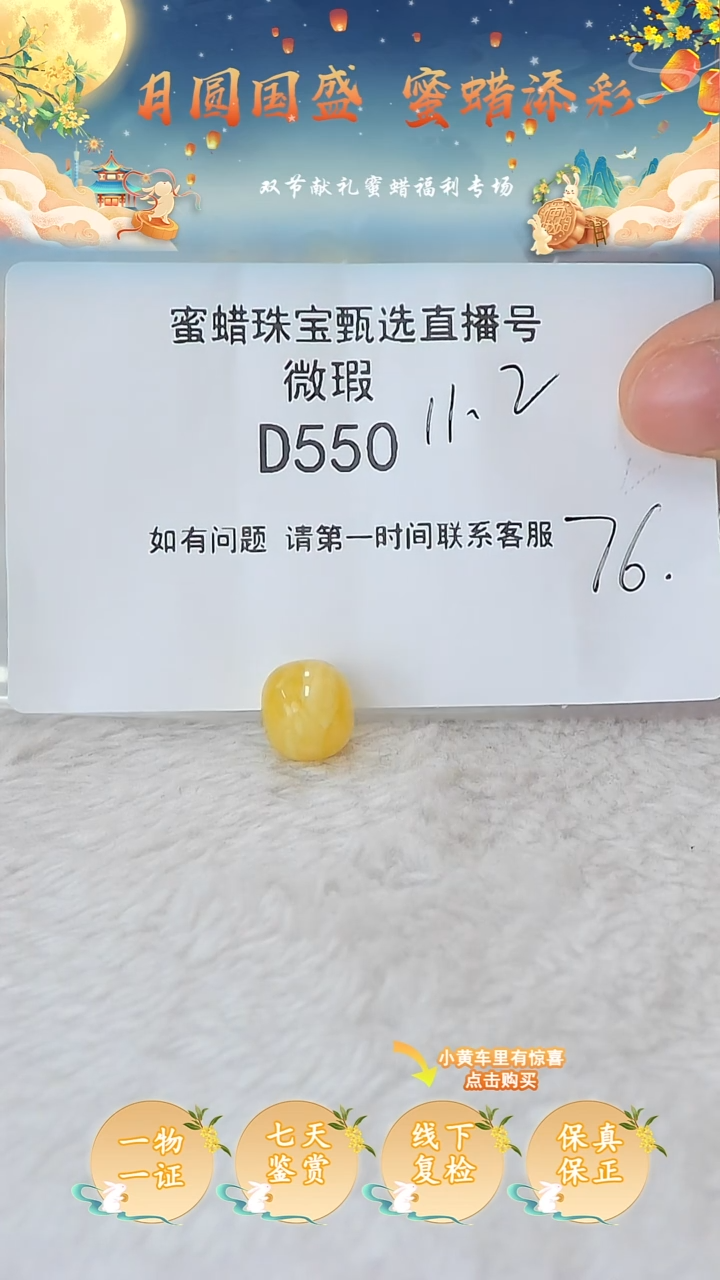 月圆国盛 蜜蜡添彩
双节献礼蜜蜡福利专场
蜜蜡珠宝甄选直播号
微瑕
D550
11.2
如有问题 请第一时间联系客服
76.
小黄车里有惊喜
点击购买
一物
一证
七天
鉴赏
线下
复检
保真
保正